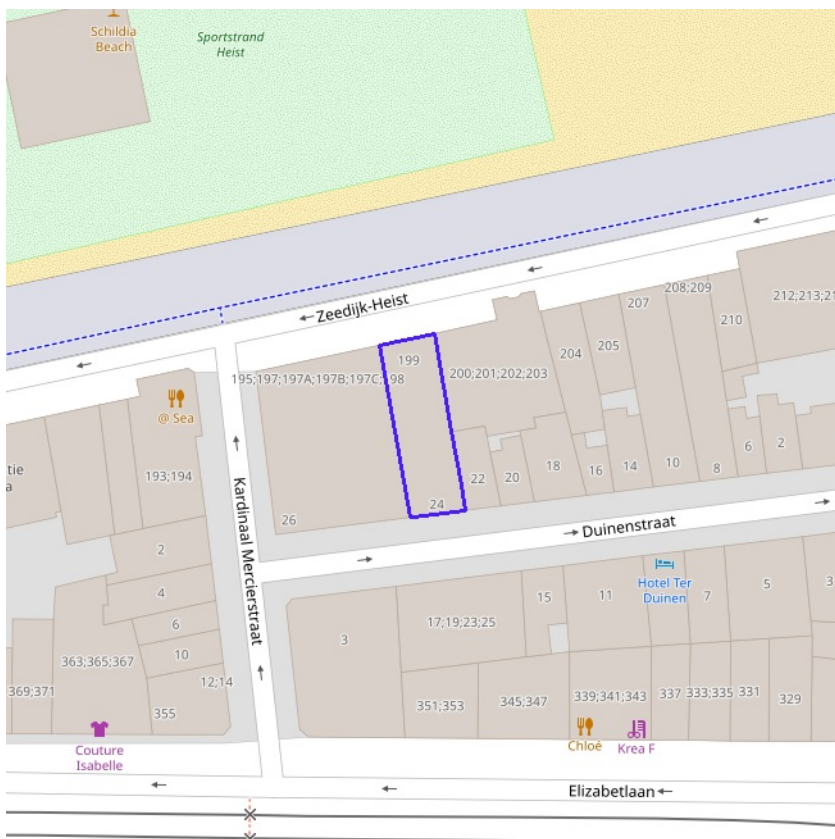 Schildia
Beach
Sportstrand
Heist
Zeedijk-Heist
208;209
207
212;213;21
210
205
204
199
200;201;202;203
195;197;197A;197B;197C;198
@ Sea
tie
a
193;194
Kardinaal Mercierstraat
26
24
22
20
18
16
14
10
8
6
2
Duinenstraat
2
4
6
10
12;14
363;365;367
369;371
355
Hotel Ter
Duinen
15
11
7
5
3
3
17;19;23;25
351;353
345;347
339;341;343
337
333;335
331
329
Couture
Isabelle
Chloé
Krea F
Elizabetlaan